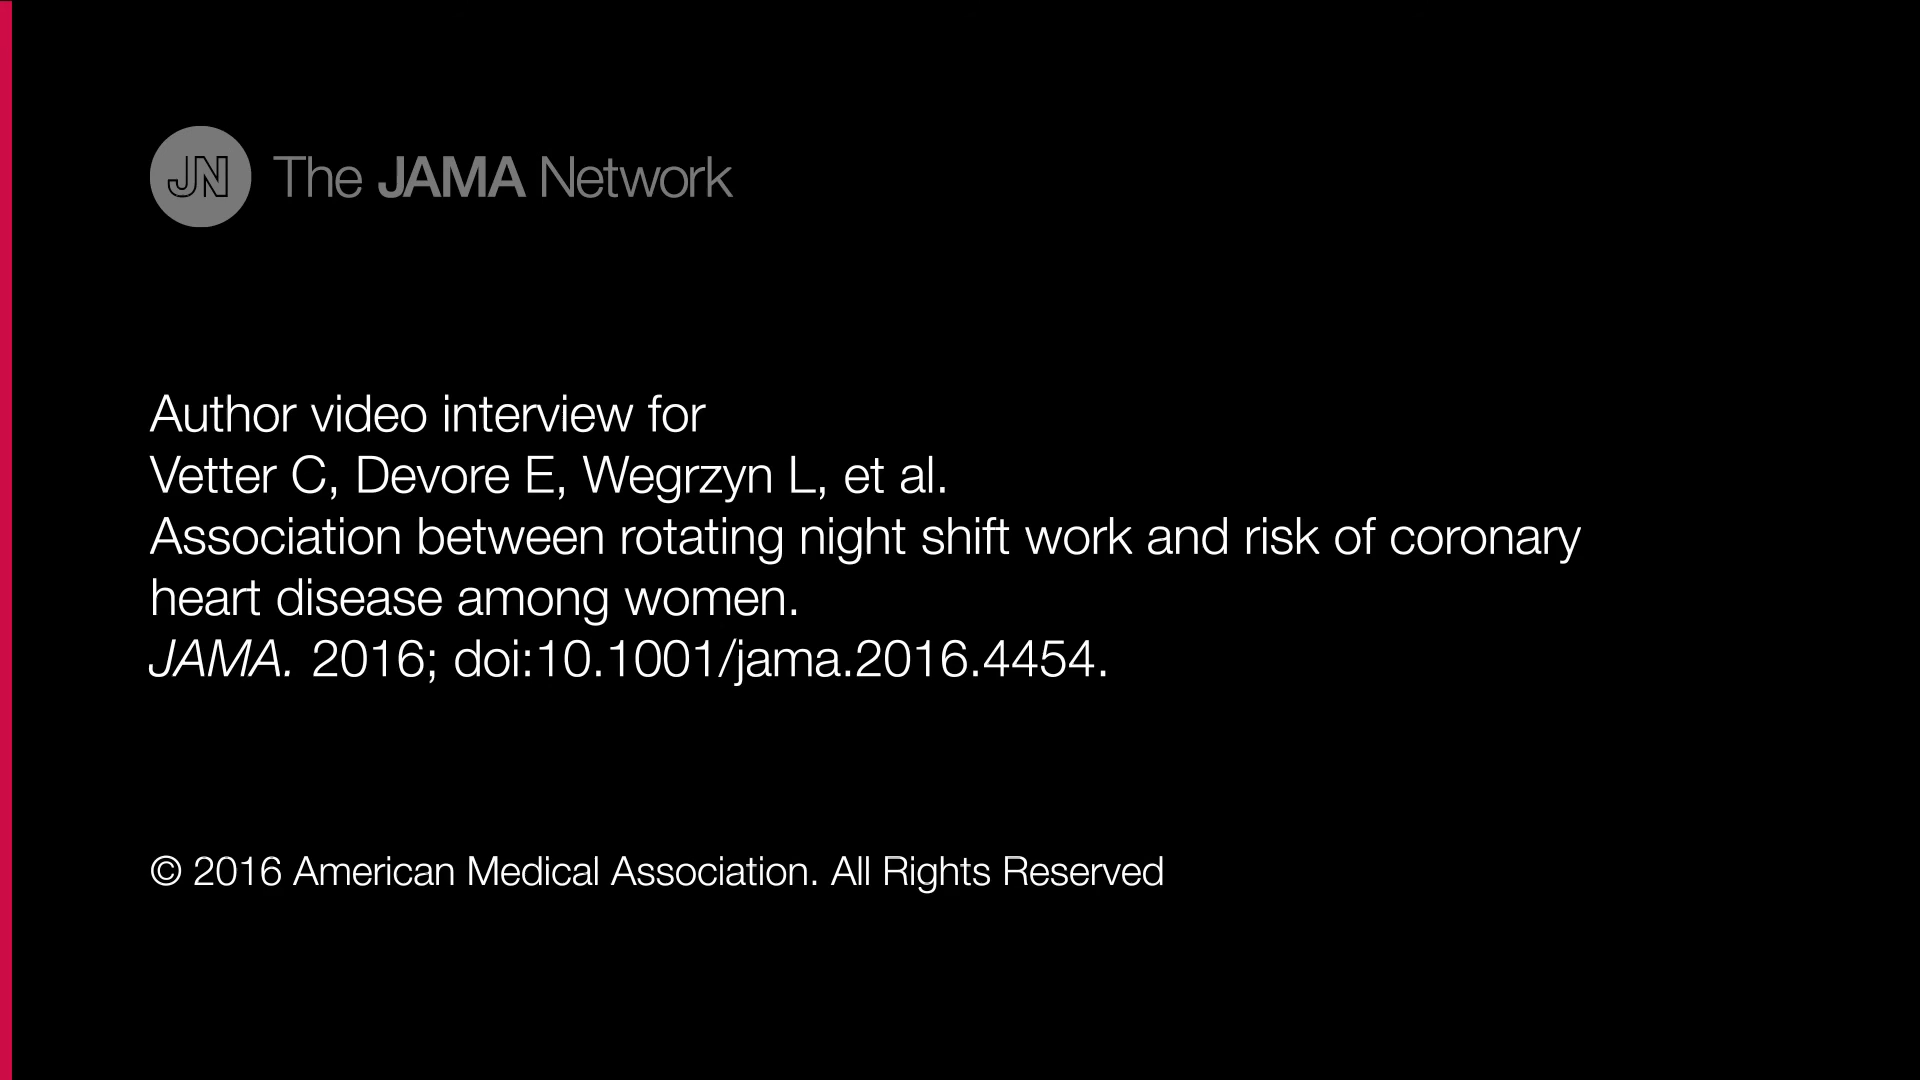 JN The JAMA Network
Author video interview for
Vetter C, Devore E, Wegrzyn L, et al.
Association between rotating night shift work and risk of coronary
heart disease among women.
JAMA. 2016; doi:10.1001/jama.2016.4454.
© 2016 American Medical Association. All Rights Reserved